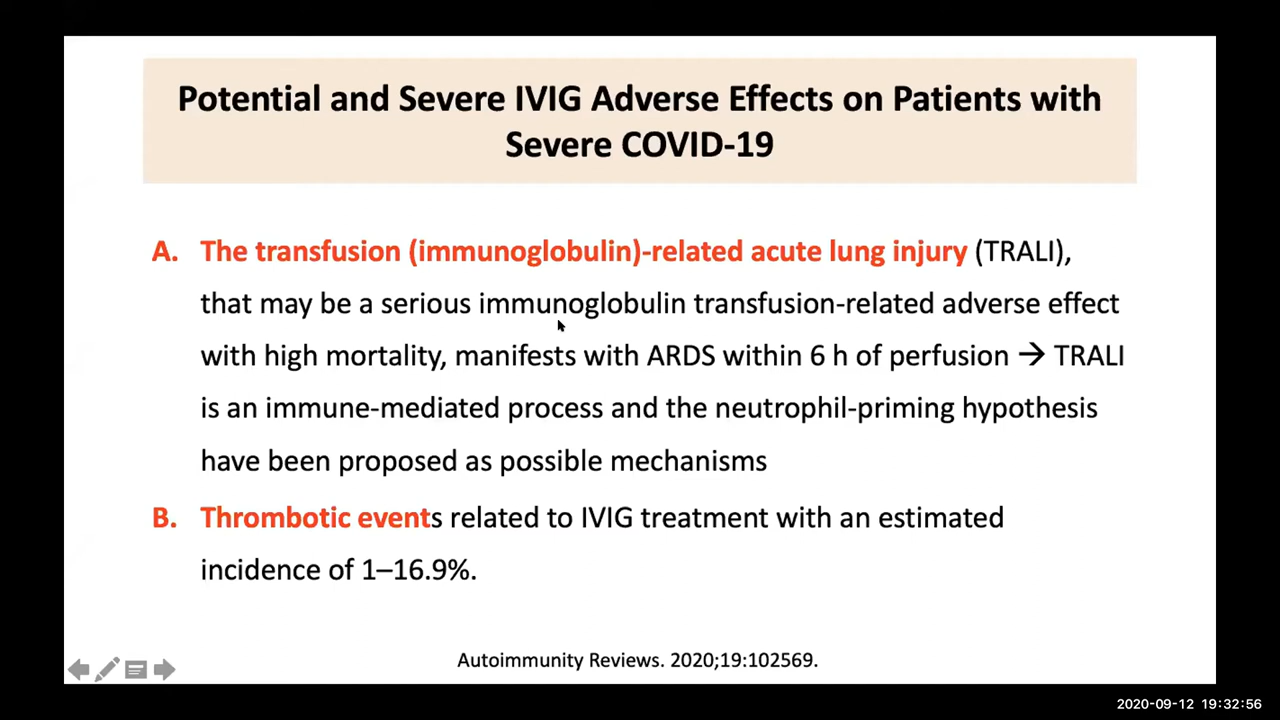 Potential and Severe IVIG Adverse Effects on Patients with
Severe COVID-19
A. The transfusion (immunoglobulin)-related acute lung injury (TRALI),
that may be a serious immunoglobulin transfusion-related adverse effect
with high mortality, manifests with ARDS within 6 h of perfusion → TRALI
is an immune-mediated process and the neutrophil-priming hypothesis
have been proposed as possible mechanisms
B. Thrombotic events related to IVIG treatment with an estimated
incidence of 1–16.9%.
Autoimmunity Reviews. 2020;19:102569.
2020-09-12 19:32:56